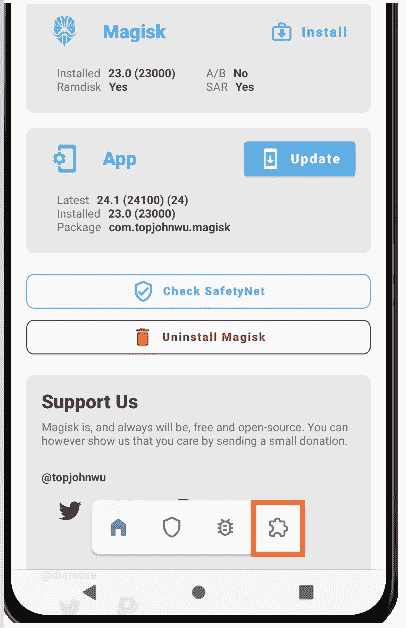 Magisk
Install
Installed 23.0 (23000) A/B No
Ramdisk Yes SAR Yes
App
Update
Latest 24.1 (24100) (24)
Installed 23.0 (23000)
Package com.topjohnwu.magisk
Check SafetyNet
Uninstall Magisk
Support Us
Magisk is, and always will be, free and open-source. You can
however show us that you care by sending a small donation.
@topjohnwu